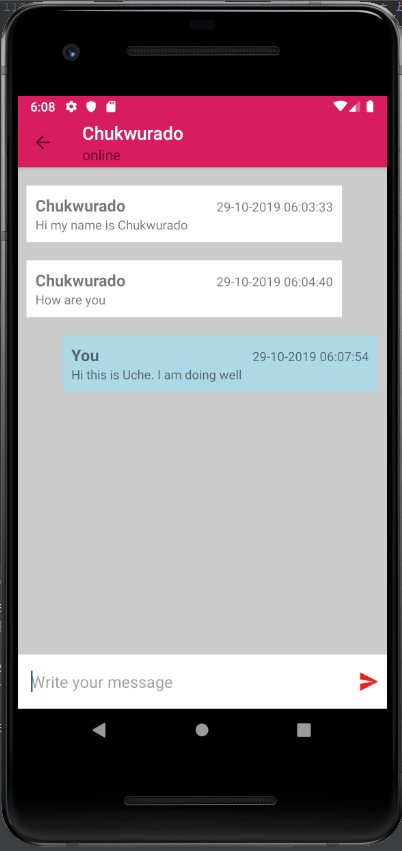 6:08
Chukwurado
online
Chukwurado 29-10-2019 06:03:33
Hi my name is Chukwurado
Chukwurado 29-10-2019 06:04:40
How are you
You 29-10-2019 06:07:54
Hi this is Uche. I am doing well
Write your message